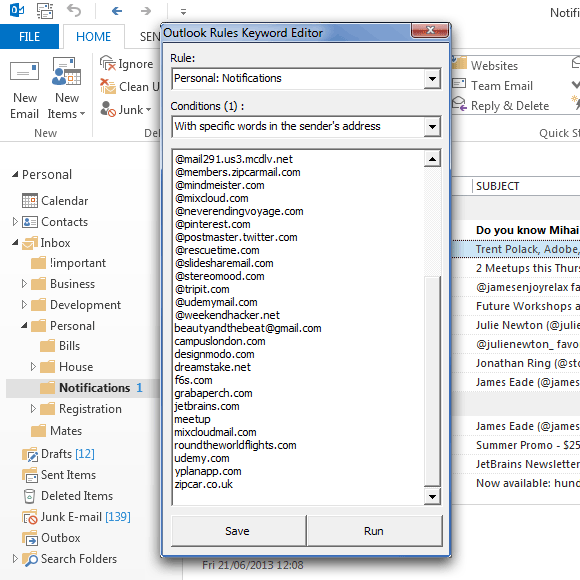 Notifi
Outlook Rules Keyword Editor
FILE
HOME
SEN
Ignore
Clean U
Junk
New
Email
New
Items
New
Del
Websites
Team Email
Reply & Delete
Quick St
Rule:
Personal: Notifications
Conditions (1) :
With specific words in the sender's address
@mail291.us3.mcdlv.net
@members.zipcarmail.com
@mindmeister.com
@mixcloud.com
@neverendingvoyage.com
@pinterest.com
@postmaster.twitter.com
@rescuetime.com
@slidesharemail.com
@stereomood.com
@tripit.com
@udemymail.com
@weekendhacker.net
beautyandthebeat@gmail.com
campuslondon.com
designmodo.com
dreamstake.net
f6s.com
grabaperch.com
jetbrains.com
meetup
mixcloudmail.com
roundtheworldflights.com
udemy.com
yplanapp.com
zipcar.co.uk
Save
Run
Personal
Calendar
Contacts
Inbox
!important
Business
Development
Personal
Bills
House
Notifications 1
Registration
Mates
Drafts [12]
Sent Items
Deleted Items
Junk E-mail [139]
Outbox
Search Folders
SUBJECT
Do you know Mihai
Trent Polack, Adobe,
2 Meetups this Thurs
@jamesenjoyrelax fa
Future Workshops a
Julie Newton (@julie
@julienewton_ favo
Jonathan Ring (@sto
James Eade (@james
James Eade (@james
Summer Promo - $25
JetBrains Newsletter
Now available: hund
Fri 21/06/2013 12:08